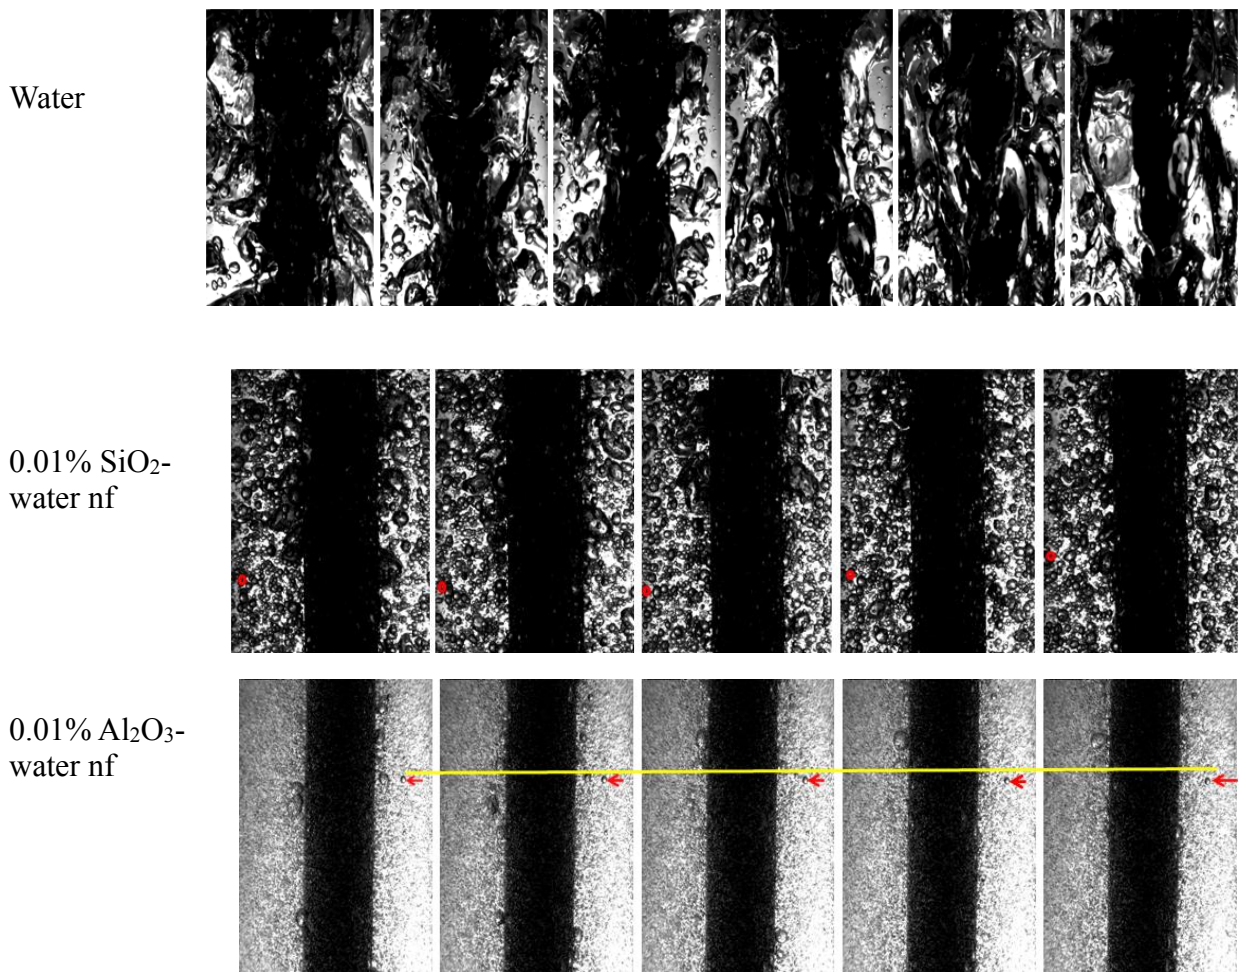 Water
0.01% SiO₂-
water nf
0.01% Al₂O₃-
water nf